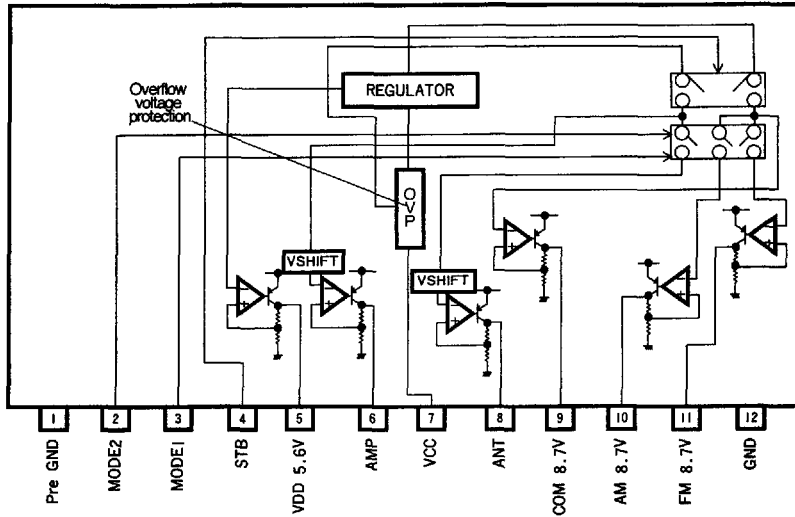 REGULATOR
Overflow
voltage
protection
OVP
VSHIFT
VSHIFT
1 2 3 4 5 6 7 8 9 10 11 12
Pre GND
MODE2
MODE1
STB
VDD 5.6V
AMP
VCC
ANT
COM 8.7V
AM 8.7V
FM 8.7V
GND